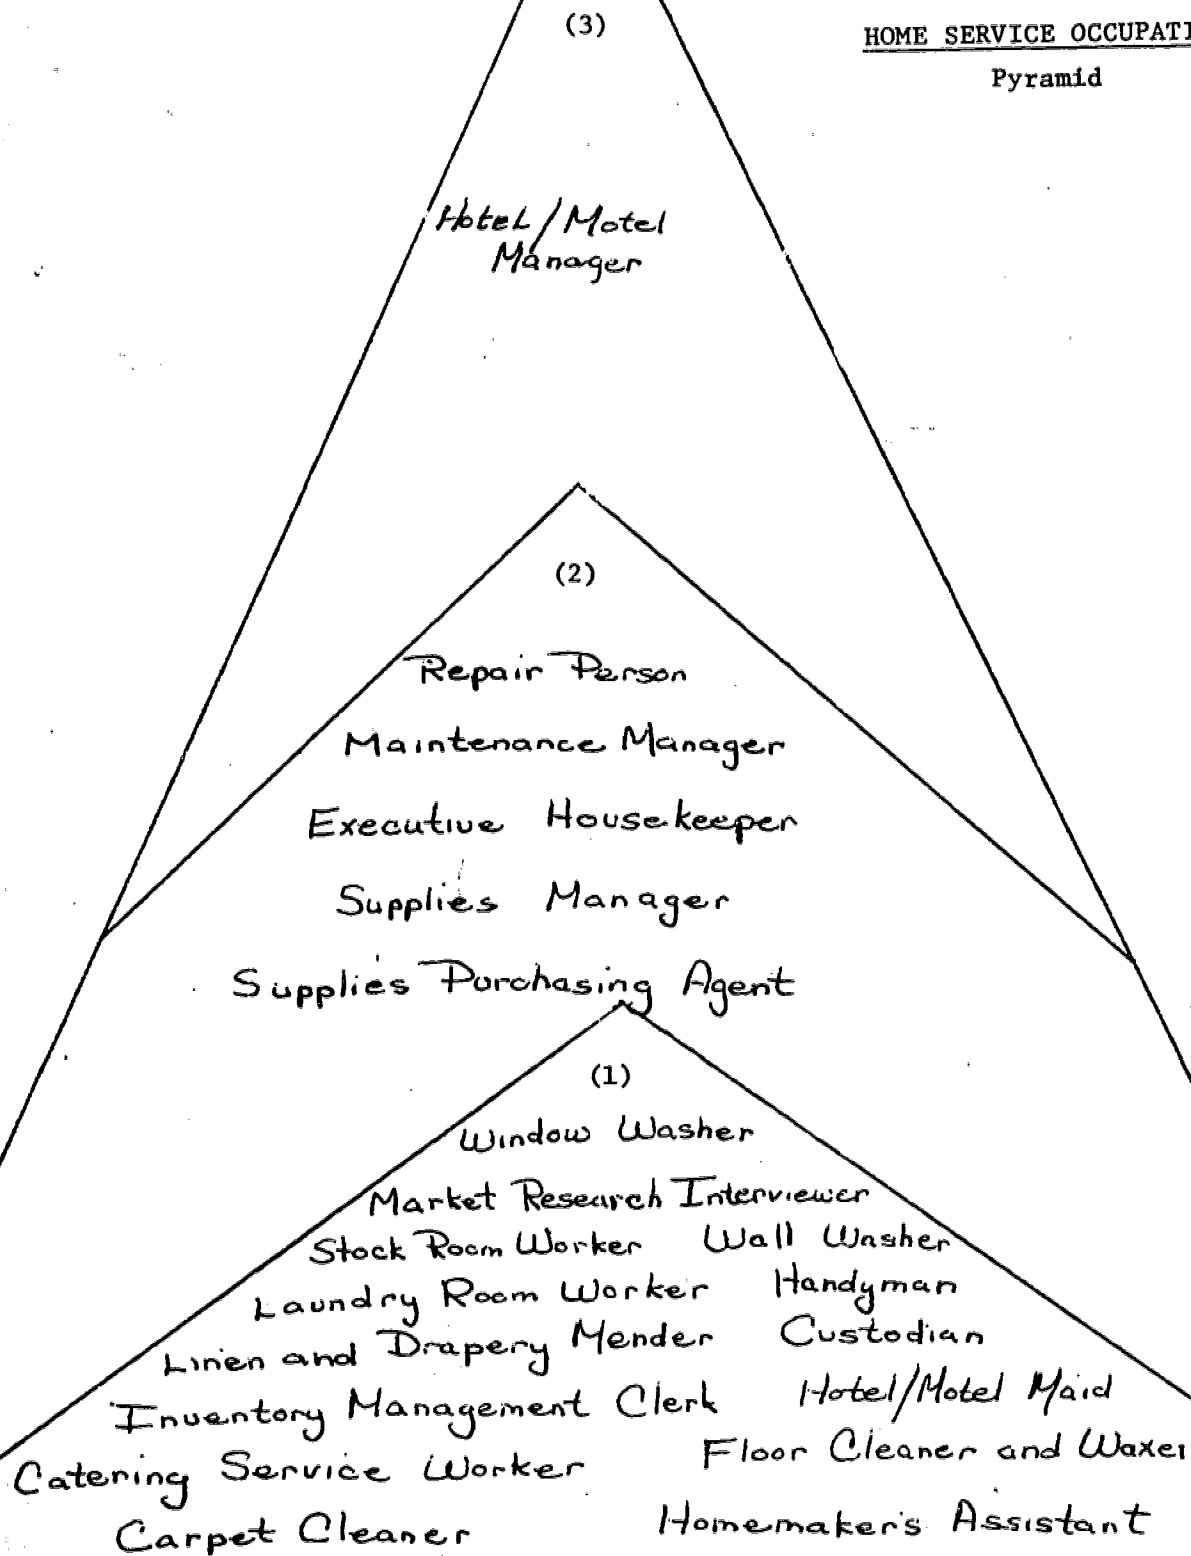 (3)
HOME SERVICE OCCUPATI
Pyramid
Hotel/Motel
Manager
(2)
Repair Person
Maintenance Manager
Executive Housekeeper
Supplies Manager
Supplies Purchasing Agent
(1)
Window Washer
Market Research Interviewer
Stock Room Worker Wall Washer
Laundry Room Worker Handyman
Linen and Drapery Mender Custodian
Inventory Management Clerk Hotel/Motel Maid
Catering Service Worker Floor Cleaner and Waxer
Carpet Cleaner Homemaker's Assistant